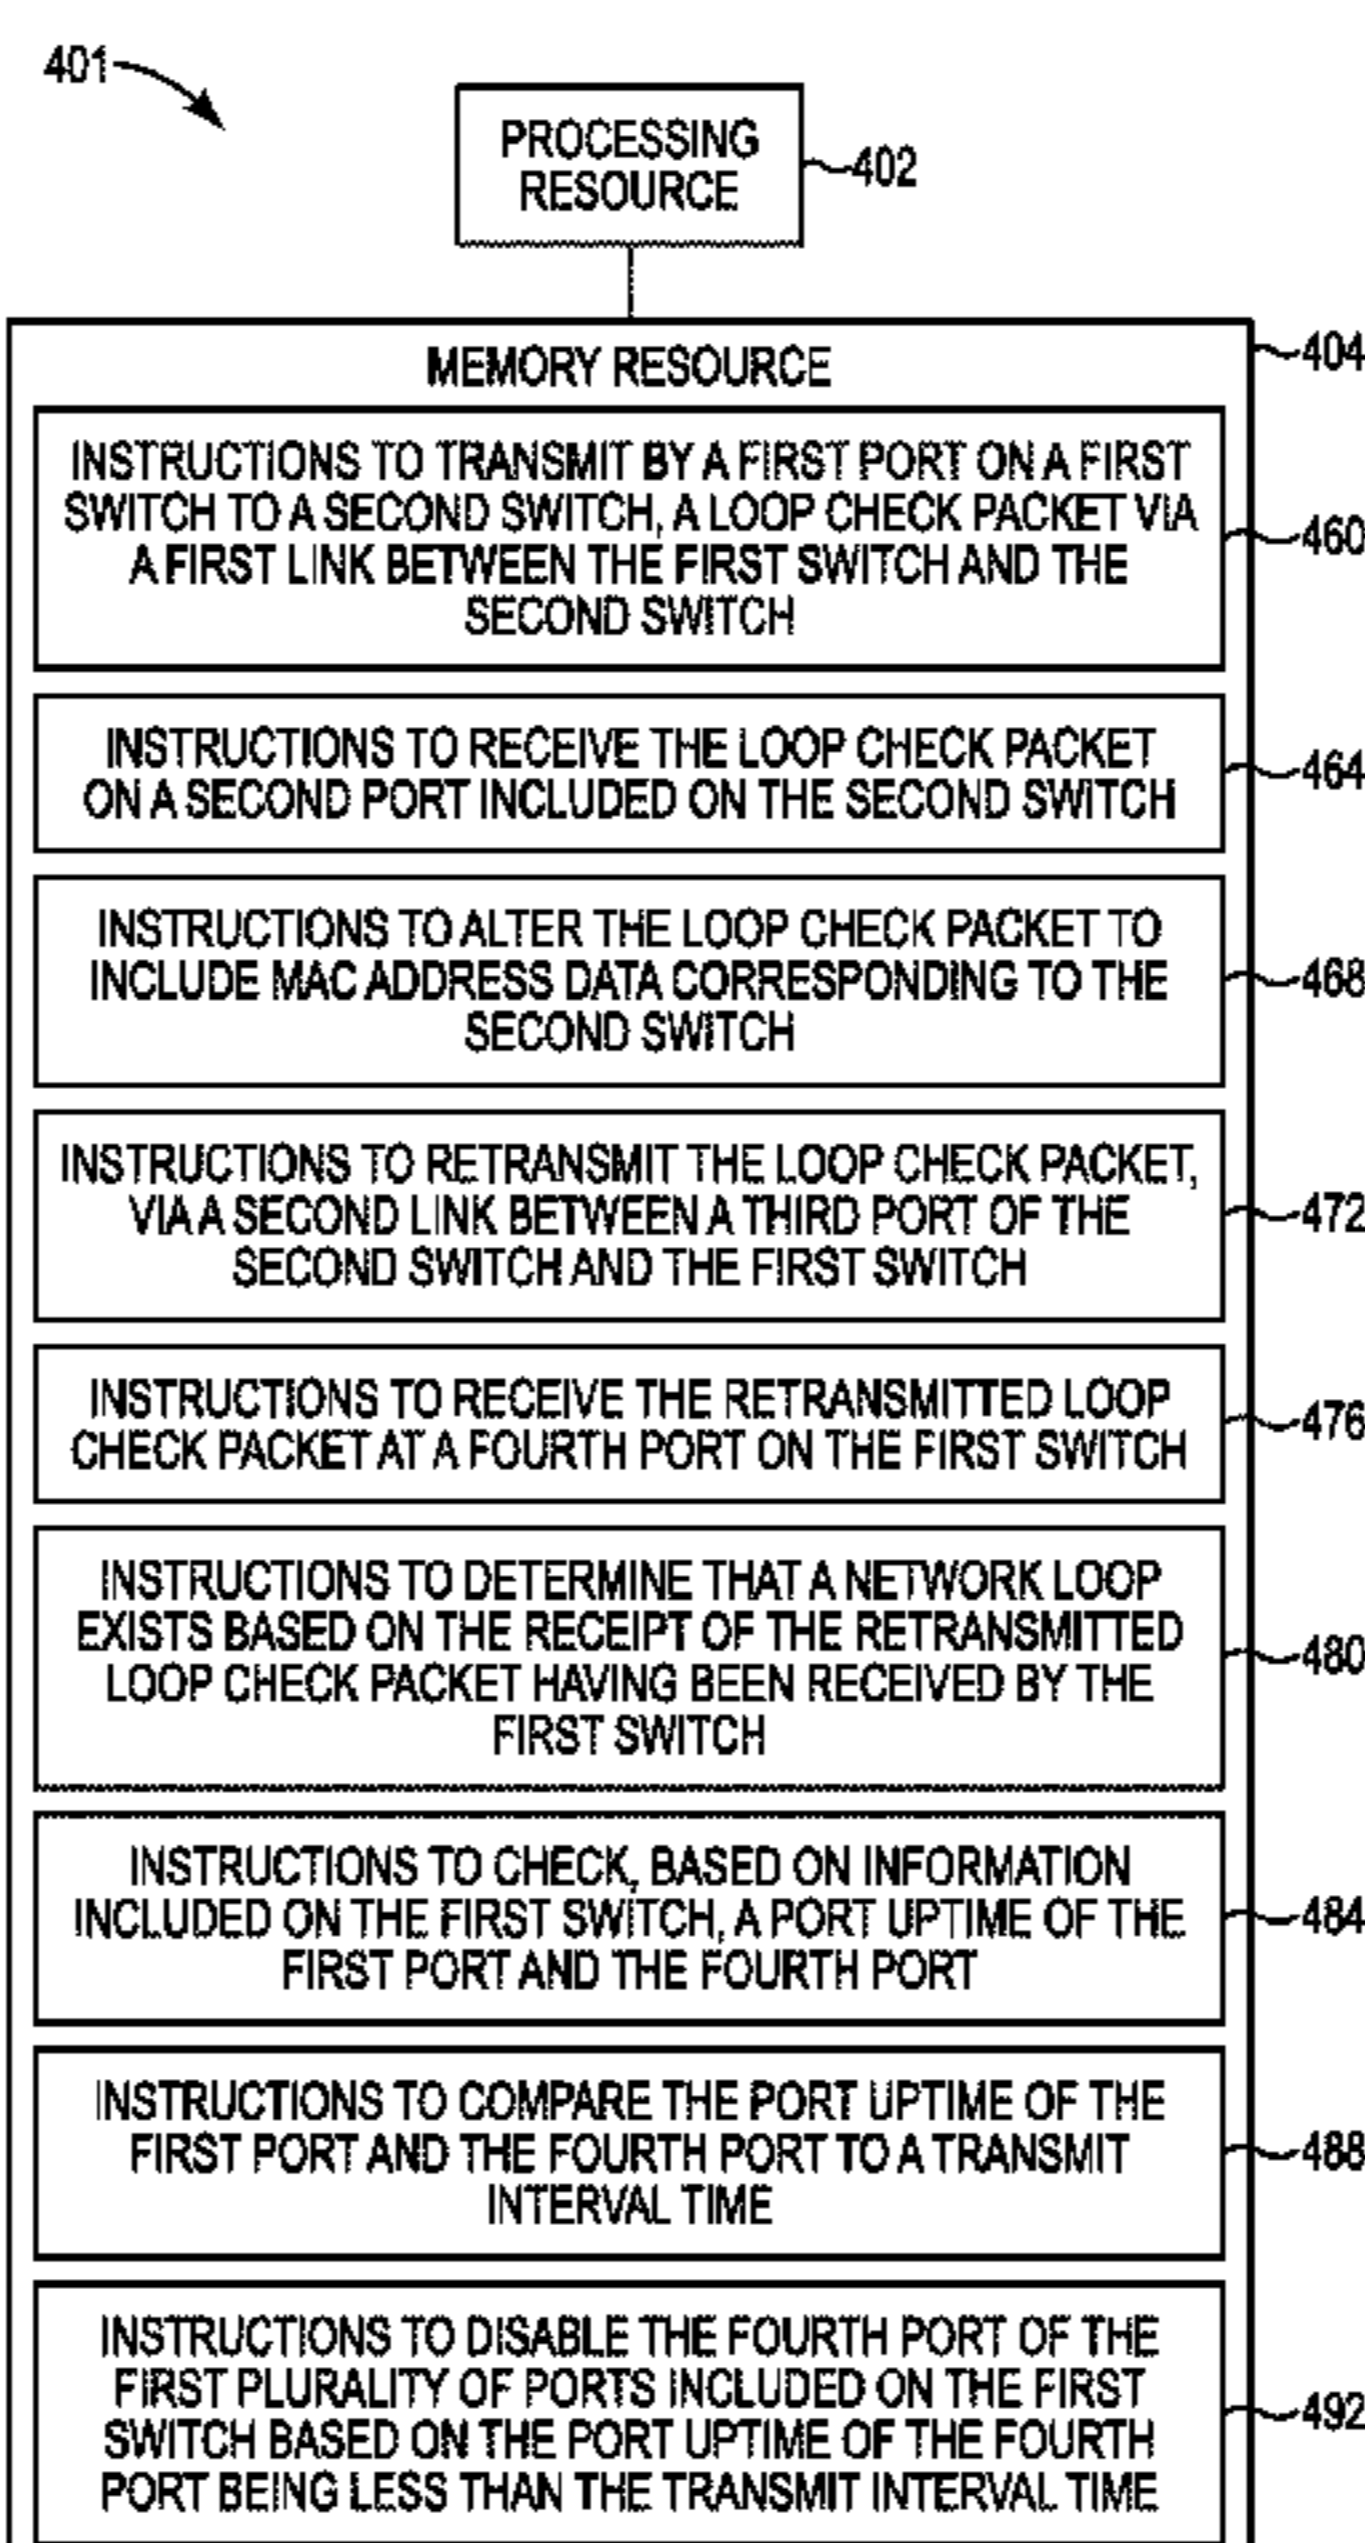 401
PROCESSING
RESOURCE
402
MEMORY RESOURCE
404
INSTRUCTIONS TO TRANSMIT BY A FIRST PORT ON A FIRST
SWITCH TO A SECOND SWITCH, A LOOP CHECK PACKET VIA
A FIRST LINK BETWEEN THE FIRST SWITCH AND THE
SECOND SWITCH
460
INSTRUCTIONS TO RECEIVE THE LOOP CHECK PACKET
ON A SECOND PORT INCLUDED ON THE SECOND SWITCH
464
INSTRUCTIONS TO ALTER THE LOOP CHECK PACKET TO
INCLUDE MAC ADDRESS DATA CORRESPONDING TO THE
SECOND SWITCH
468
INSTRUCTIONS TO RETRANSMIT THE LOOP CHECK PACKET,
VIA A SECOND LINK BETWEEN A THIRD PORT OF THE
SECOND SWITCH AND THE FIRST SWITCH
472
INSTRUCTIONS TO RECEIVE THE RETRANSMITTED LOOP
CHECK PACKET AT A FOURTH PORT ON THE FIRST SWITCH
476
INSTRUCTIONS TO DETERMINE THAT A NETWORK LOOP
EXISTS BASED ON THE RECEIPT OF THE RETRANSMITTED
LOOP CHECK PACKET HAVING BEEN RECEIVED BY THE
FIRST SWITCH
480
INSTRUCTIONS TO CHECK, BASED ON INFORMATION
INCLUDED ON THE FIRST SWITCH, A PORT UPTIME OF THE
FIRST PORT AND THE FOURTH PORT
484
INSTRUCTIONS TO COMPARE THE PORT UPTIME OF THE
FIRST PORT AND THE FOURTH PORT TO A TRANSMIT
INTERVAL TIME
488
INSTRUCTIONS TO DISABLE THE FOURTH PORT OF THE
FIRST PLURALITY OF PORTS INCLUDED ON THE FIRST
SWITCH BASED ON THE PORT UPTIME OF THE FOURTH
PORT BEING LESS THAN THE TRANSMIT INTERVAL TIME
492